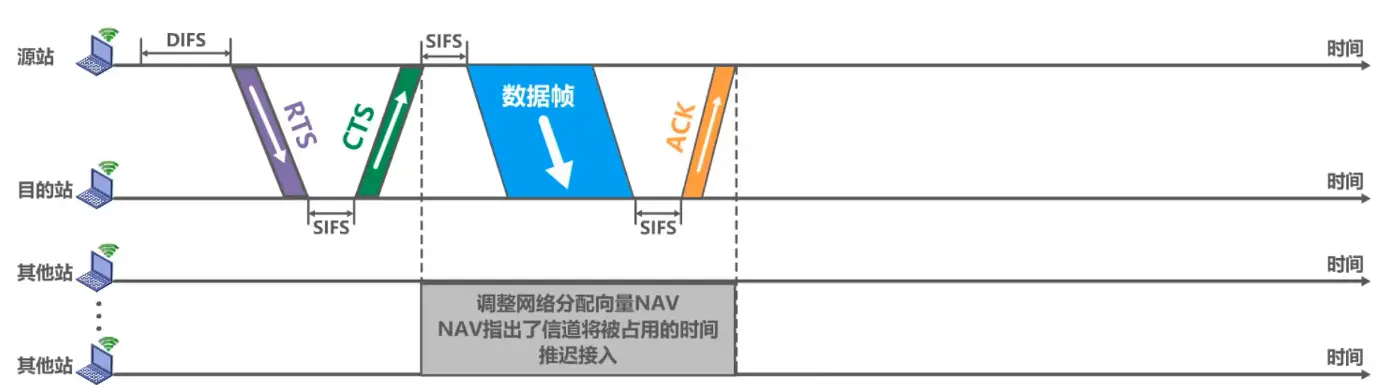 源站
DIFS
SIFS
时间
RTS
CTS
数据帧
ACK
目的站
SIFS
SIFS
时间
其他站
时间
调整网络分配向量NAV
NAV指出了信道将被占用的时间
推迟接入
其他站
时间